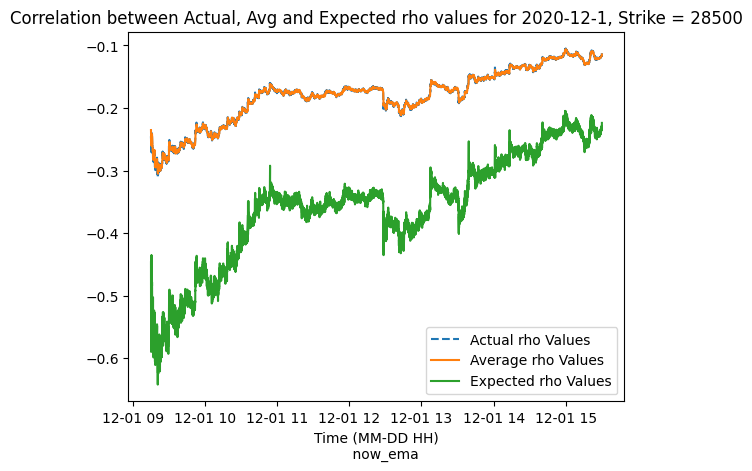 Correlation between Actual, Avg and Expected rho values for 2020-12-1, Strike = 28500
−0.1
−0.2
−0.3
−0.4
−0.5
−0.6
Actual rho Values
Average rho Values
Expected rho Values
12-01 09 12-01 10 12-01 11 12-01 12 12-01 13 12-01 14 12-01 15
Time (MM-DD HH)
now_ema